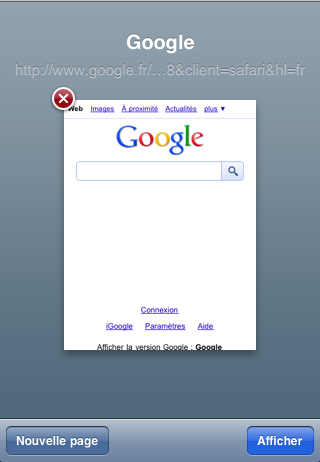 Google
http://www.google.fr/...8&client=safari&hl=fr
Web Images À proximité Actualités plus ▼
Google
Connexion
iGoogle Paramètres Aide
Afficher la version Google : Google
Nouvelle page
Afficher